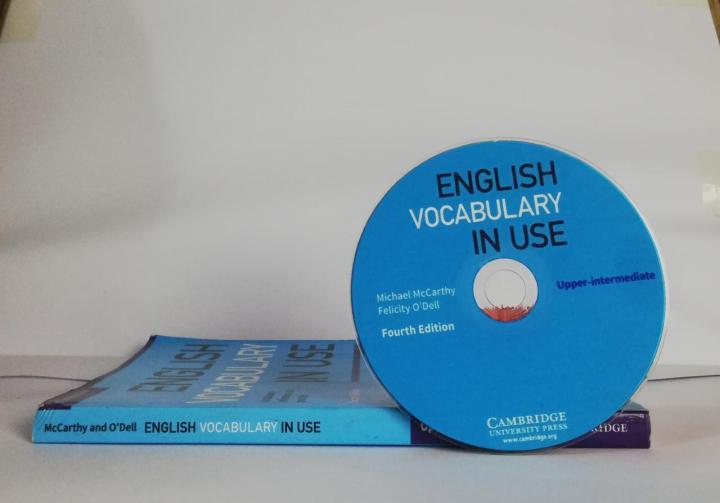 ENGLISH
VOCABULARY
IN USE
Michael McCarthy
Felicity O'Dell
Fourth Edition
Upper-intermediate
CAMBRIDGE
UNIVERSITY PRESS
www.cambridge.org
ENGLISH
VOCABULARY
IN USE
McCarthy and O'Dell ENGLISH VOCABULARY IN USE